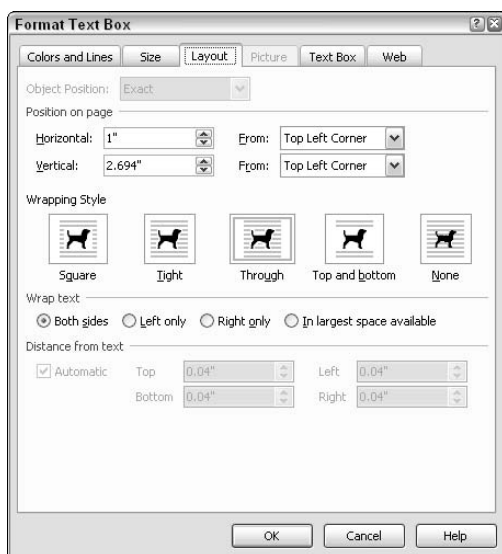 Format Text Box
Colors and Lines Size Layout Picture Text Box Web
Object Position: Exact
Position on page
Horizontal: 1" From: Top Left Corner
Vertical: 2.694" From: Top Left Corner
Wrapping Style
Square Tight Through Top and bottom None
Wrap text
Both sides Left only Right only In largest space available
Distance from text
Automatic Top 0.04" Left 0.04"
Bottom 0.04" Right 0.04"
OK Cancel Help